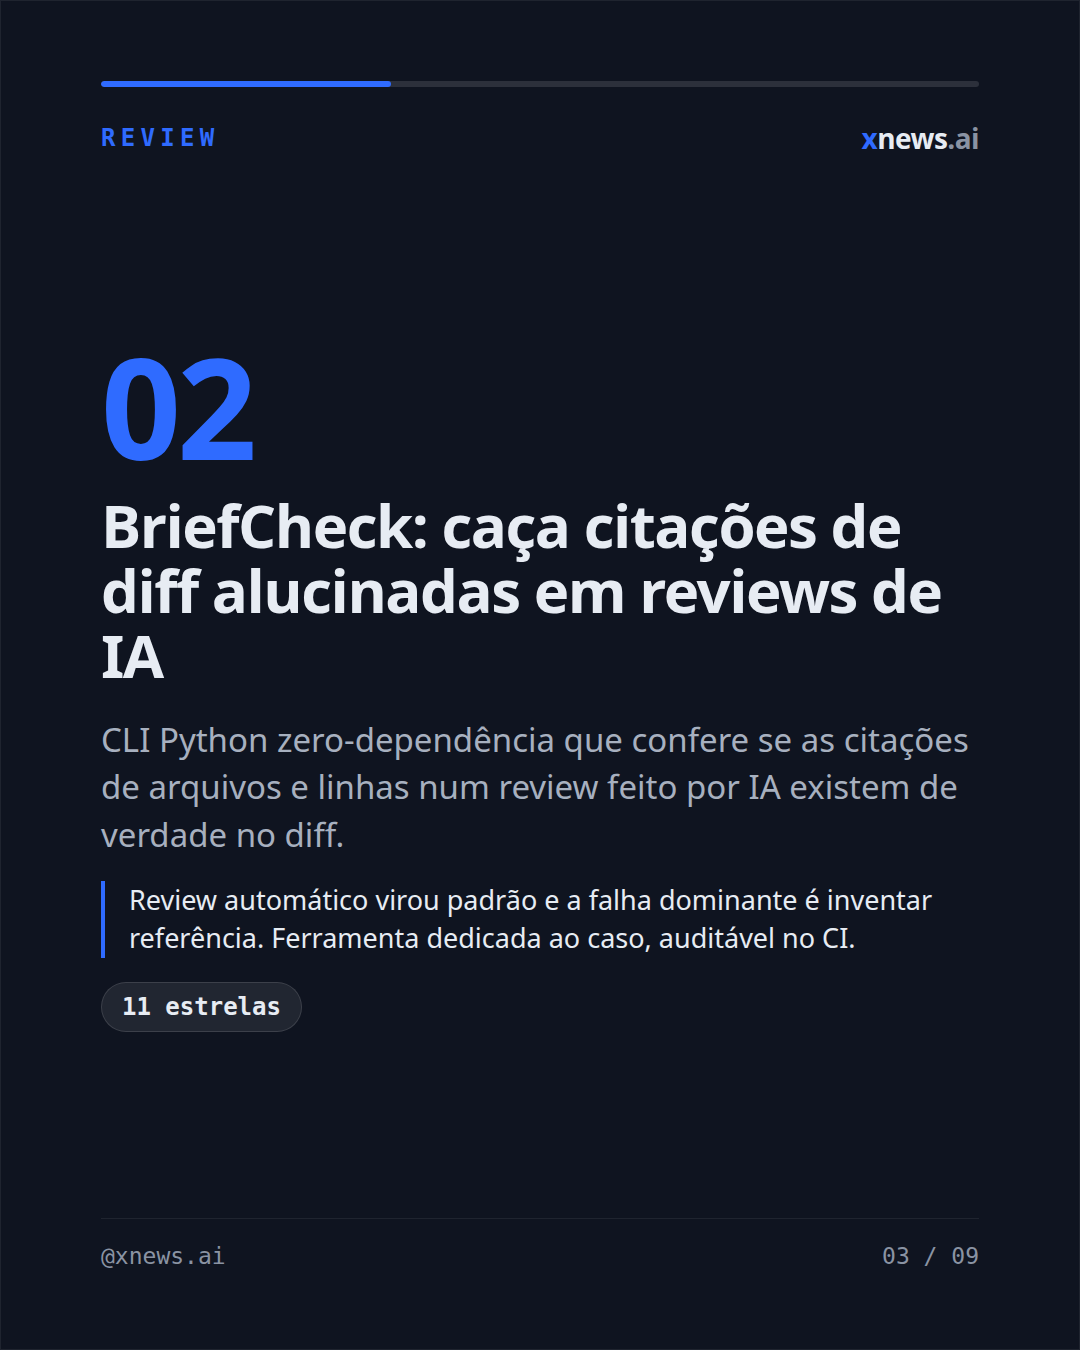 REVIEW
xnews.ai
02
BriefCheck: caça citações de
diff alucinadas em reviews de
IA
CLI Python zero-dependência que confere se as citações
de arquivos e linhas num review feito por IA existem de
verdade no diff.
Review automático virou padrão e a falha dominante é inventar
referência. Ferramenta dedicada ao caso, auditável no CI.
11 estrelas
@xnews.ai
03 / 09